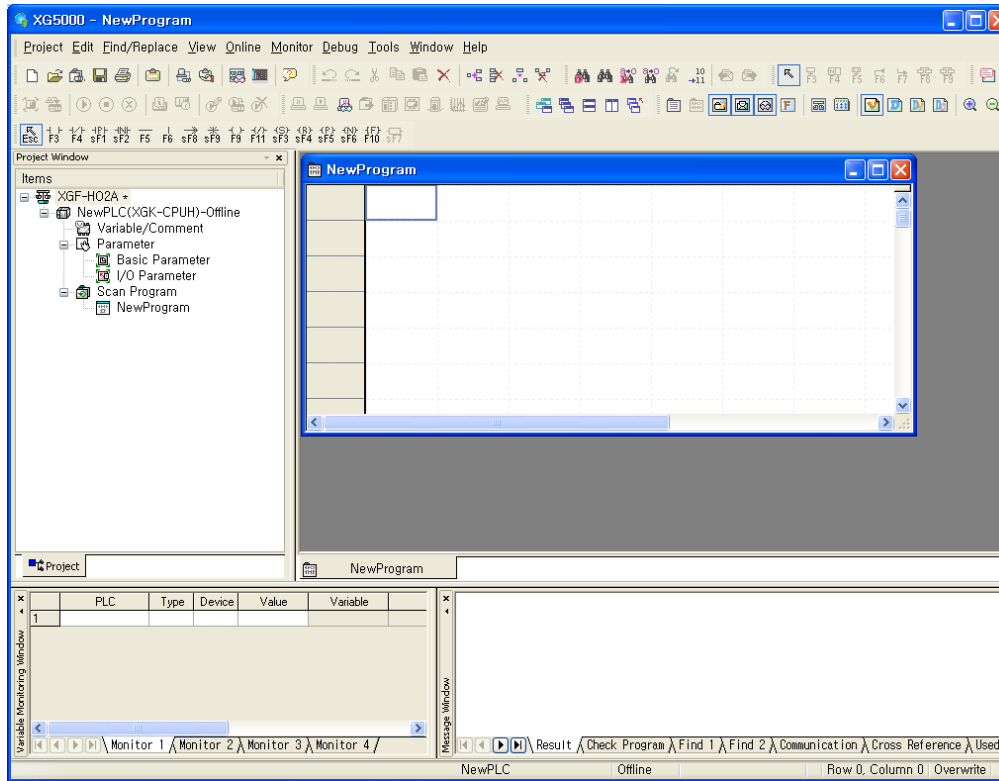 XG5000 - NewProgram
Project Edit Find/Replace View Online Monitor Debug Tools Window Help
Esc F3 F4 sF1 sF2 F5 F6 sF8 sF9 F9 F11 sF3 sF4 sF5 sF6 F10 sF7
Project Window
Items
XGF-HO2A *
NewPLC(XGK-CPUH)-Offline
Variable/Comment
Parameter
Basic Parameter
I/O Parameter
Scan Program
NewProgram
Project
NewProgram
NewProgram
PLC Type Device Value Variable
1
Variable Monitoring Window
Monitor 1 Monitor 2 Monitor 3 Monitor 4
Message Window
Result Check Program Find 1 Find 2 Communication Cross Reference Used
NewPLC Offline Row 0, Column 0 Overwrite